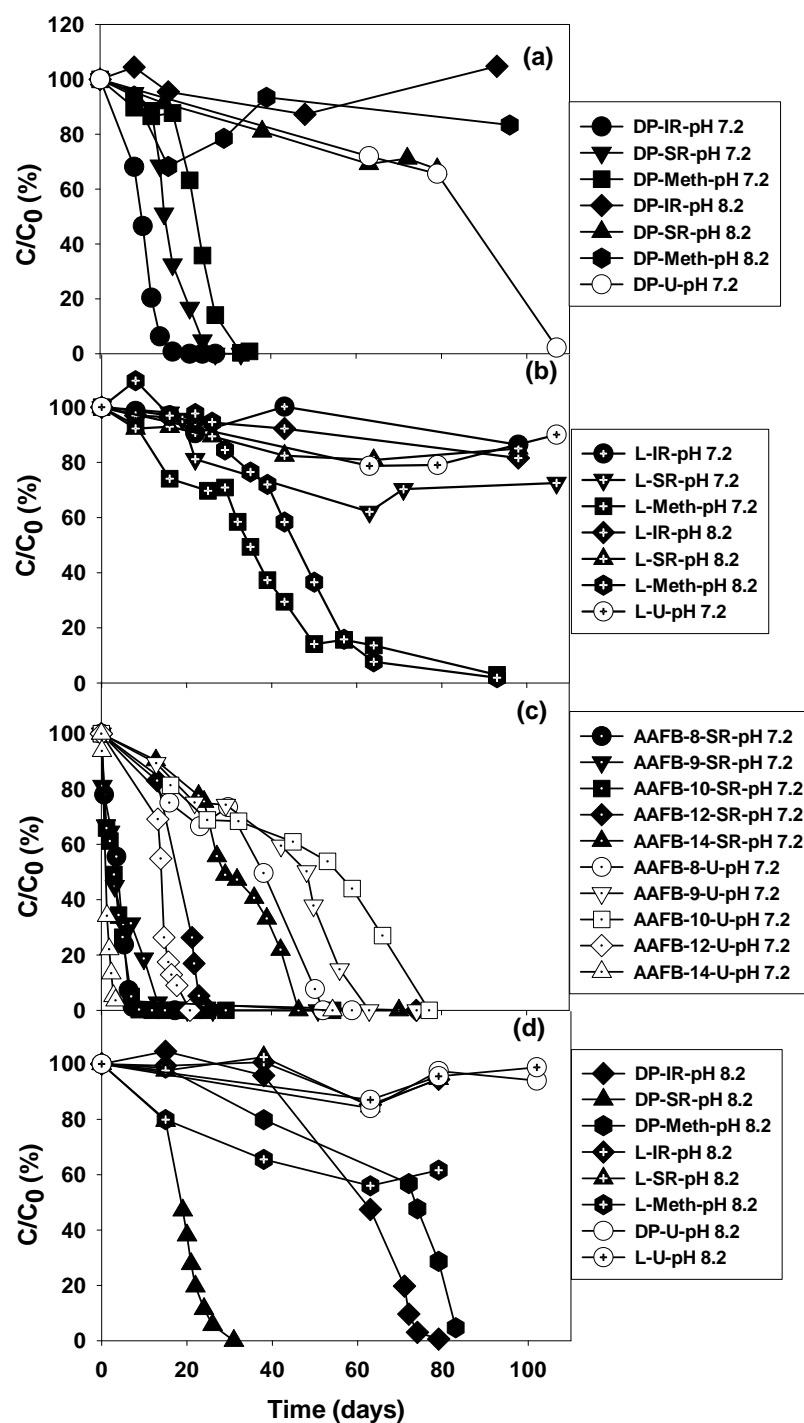 (a)
120
100
80
60
40
20
0
C/C0 (%)
DP-IR-pH 7.2
DP-SR-pH 7.2
DP-Meth-pH 7.2
DP-IR-pH 8.2
DP-SR-pH 8.2
DP-Meth-pH 8.2
DP-U-pH 7.2
(b)
100
80
60
40
20
0
C/C0 (%)
L-IR-pH 7.2
L-SR-pH 7.2
L-Meth-pH 7.2
L-IR-pH 8.2
L-SR-pH 8.2
L-Meth-pH 8.2
L-U-pH 7.2
(c)
100
80
60
40
20
0
C/C0 (%)
AAFB-8-SR-pH 7.2
AAFB-9-SR-pH 7.2
AAFB-10-SR-pH 7.2
AAFB-12-SR-pH 7.2
AAFB-14-SR-pH 7.2
AAFB-8-U-pH 7.2
AAFB-9-U-pH 7.2
AAFB-10-U-pH 7.2
AAFB-12-U-pH 7.2
AAFB-14-U-pH 7.2
(d)
100
80
60
40
20
0
C/C0 (%)
DP-IR-pH 8.2
DP-SR-pH 8.2
DP-Meth-pH 8.2
L-IR-pH 8.2
L-SR-pH 8.2
L-Meth-pH 8.2
DP-U-pH 8.2
L-U-pH 8.2
0 20 40 60 80 100
Time (days)